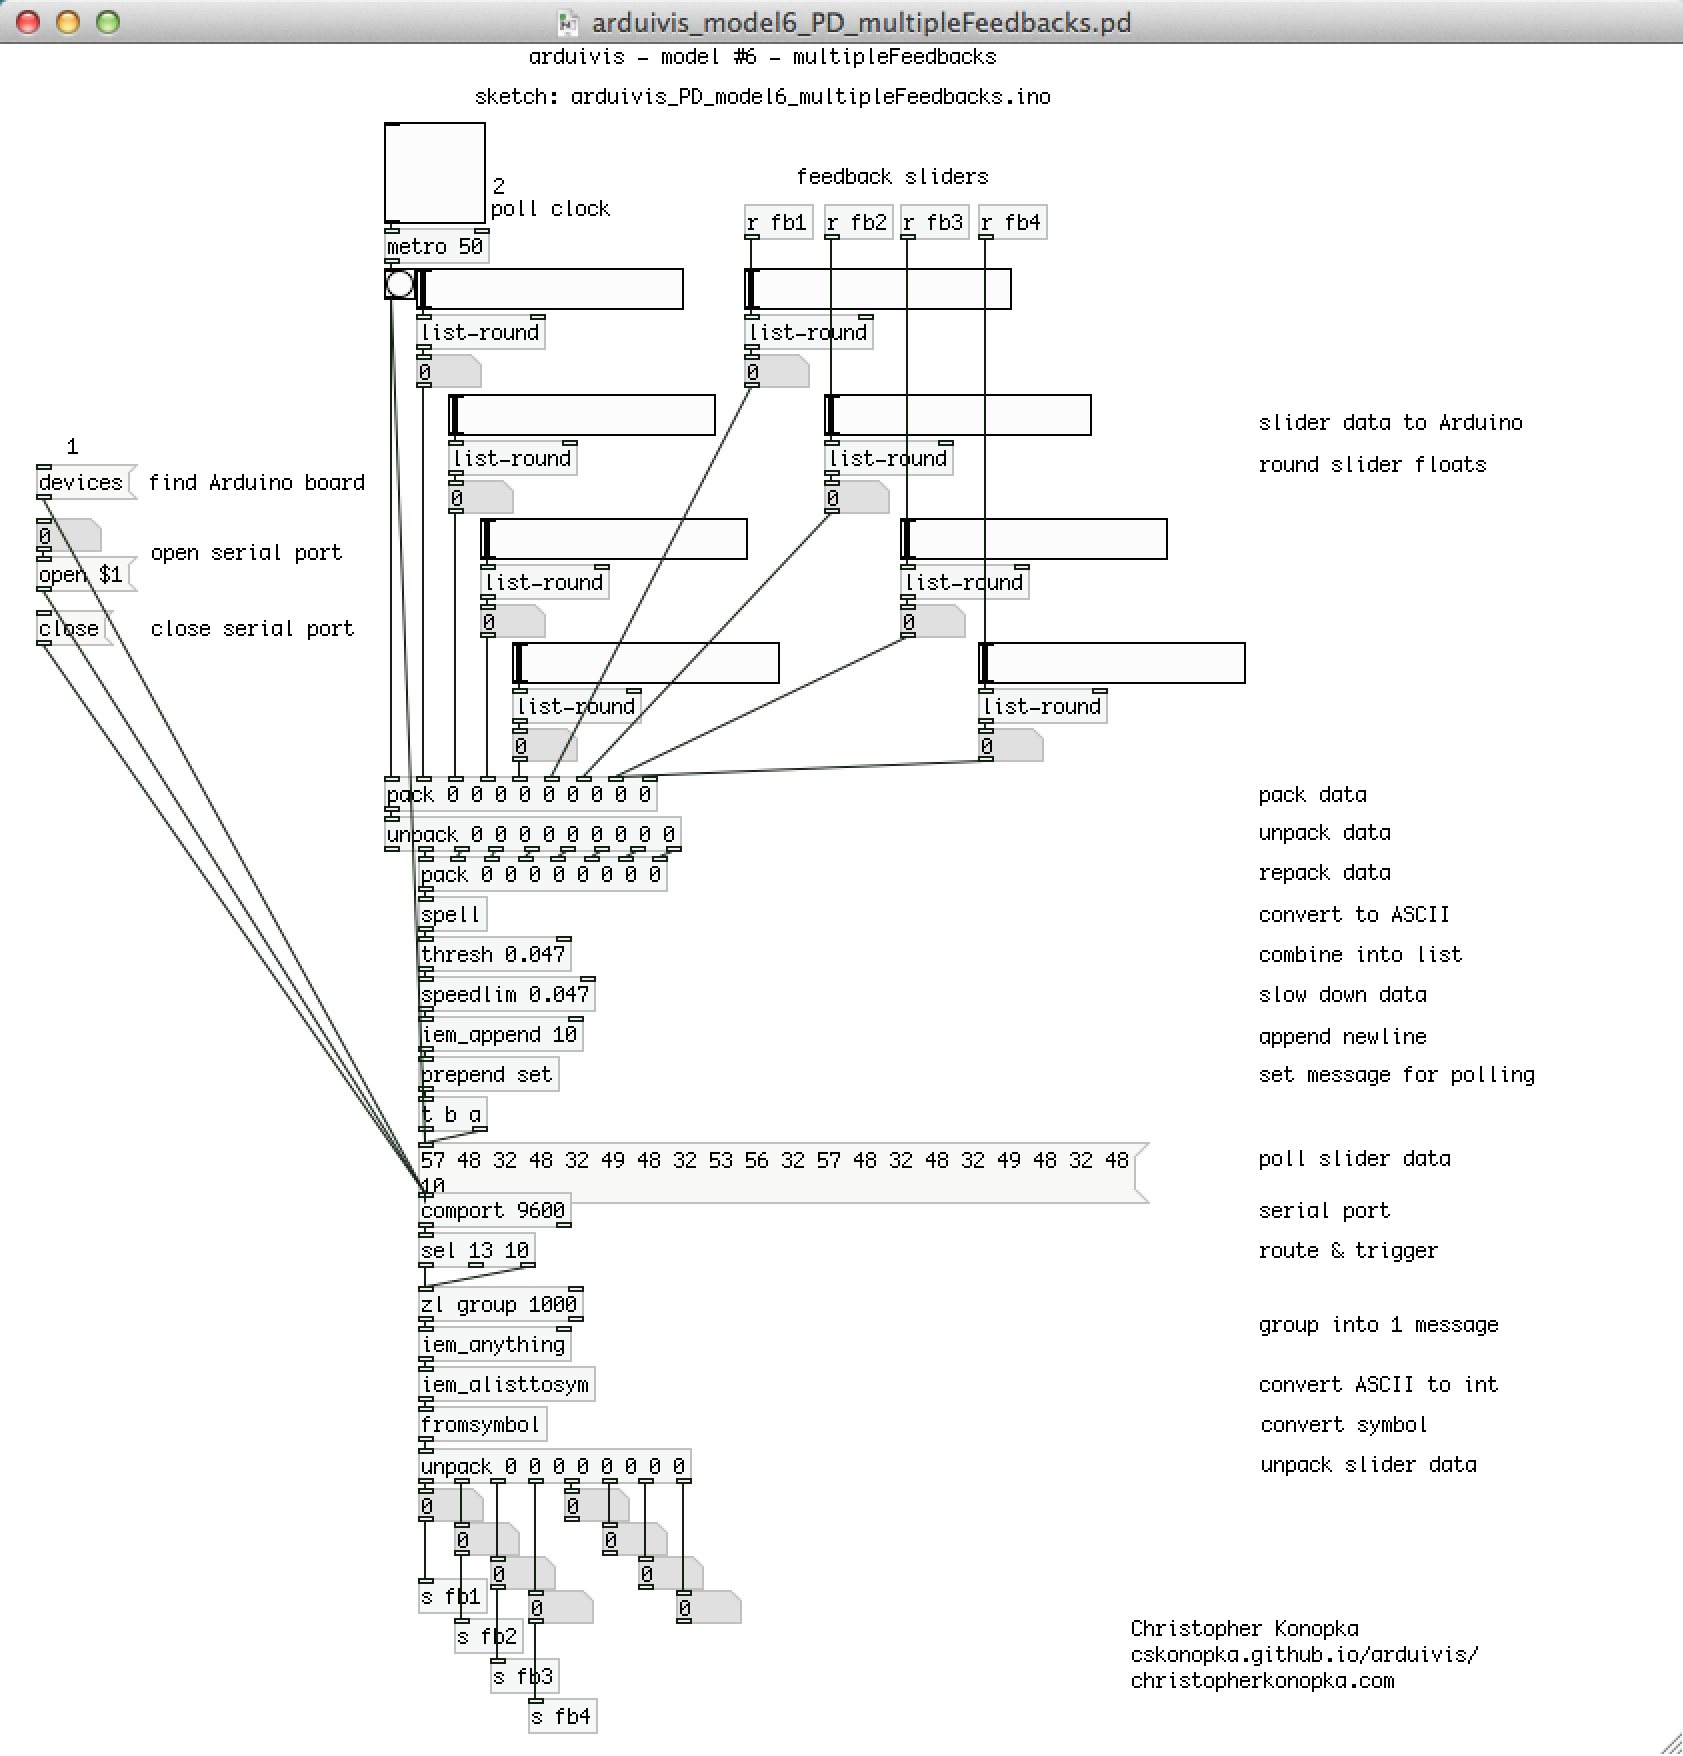 arduivis_model6_PD_multipleFeedbacks.pd
arduivis - model #6 - multipleFeedbacks
sketch: arduivis_PD_model6_multipleFeedbacks.ino
2
poll clock
feedback sliders
r fb1 r fb2 r fb3 r fb4
metro 50
list-round list-round
0 0
slider data to Arduino
1
list-round list-round
round slider floats
devices find Arduino board
0 0
0
open serial port
open $1
list-round list-round
0 0
close close serial port
list-round list-round
0 0
pack 0 0 0 0 0 0 0 0 0 pack data
unpack 0 0 0 0 0 0 0 0 0 unpack data
pack 0 0 0 0 0 0 0 0 repack data
spell convert to ASCII
thresh 0.047 combine into list
speedlim 0.047 slow down data
iem_append 10 append newline
prepend set set message for polling
t b a
57 48 32 48 32 49 48 32 53 56 32 57 48 32 48 32 49 48 32 48 poll slider data
10
comport 9600 serial port
sel 13 10 route & trigger
zl group 1000
group into 1 message
iem_anything
iem_alisttosym convert ASCII to int
fromsymbol convert symbol
unpack 0 0 0 0 0 0 0 0 unpack slider data
0 0
0 0
0 0
s fb1
0 0
s fb2
s fb3
s fb4
Christopher Konopka
cskonopka.github.io/arduivis/
christopherkonopka.com